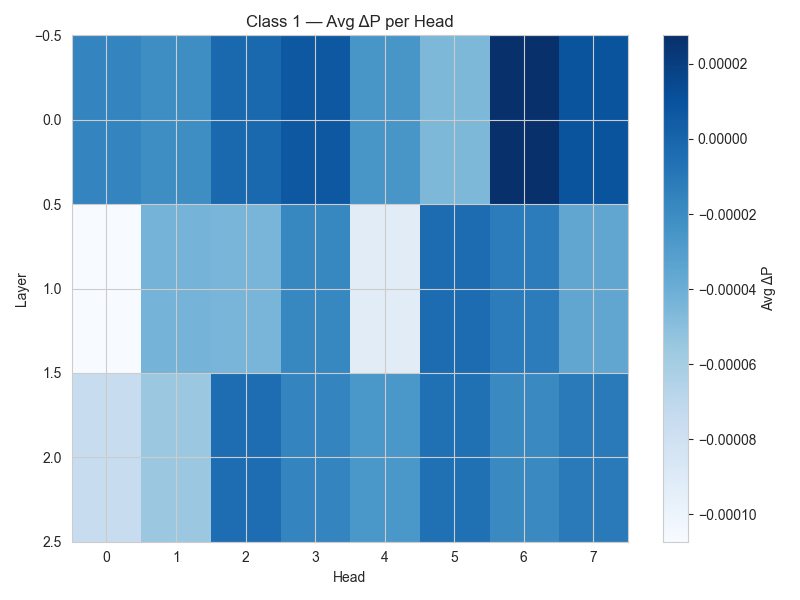 Class 1 — Avg ΔP per Head
−0.5
0.0
0.5
1.0
1.5
2.0
2.5
Layer
0 1 2 3 4 5 6 7
Head
0.00002
0.00000
−0.00002
−0.00004
−0.00006
−0.00008
−0.00010
Avg ΔP